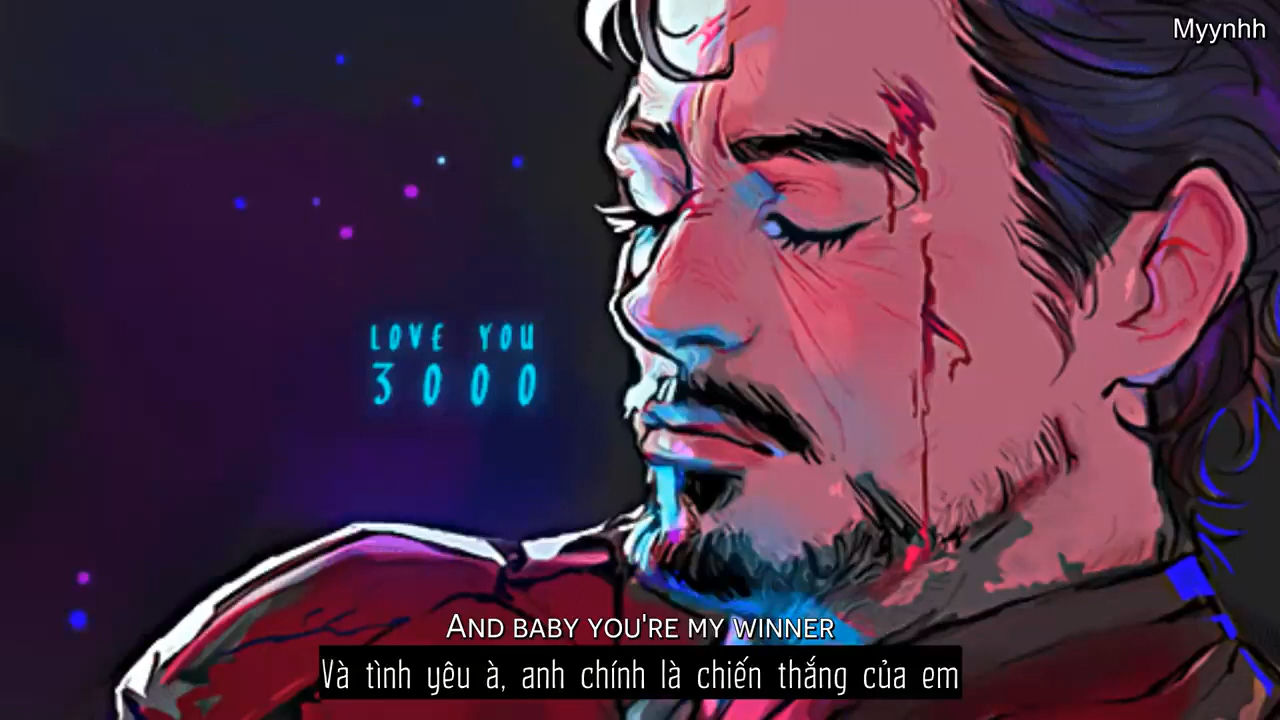 Myynhh
LOVE YOU
3000
AND BABY YOU'RE MY WINNER
Và tình yêu à, anh chính là chiến thắng của em